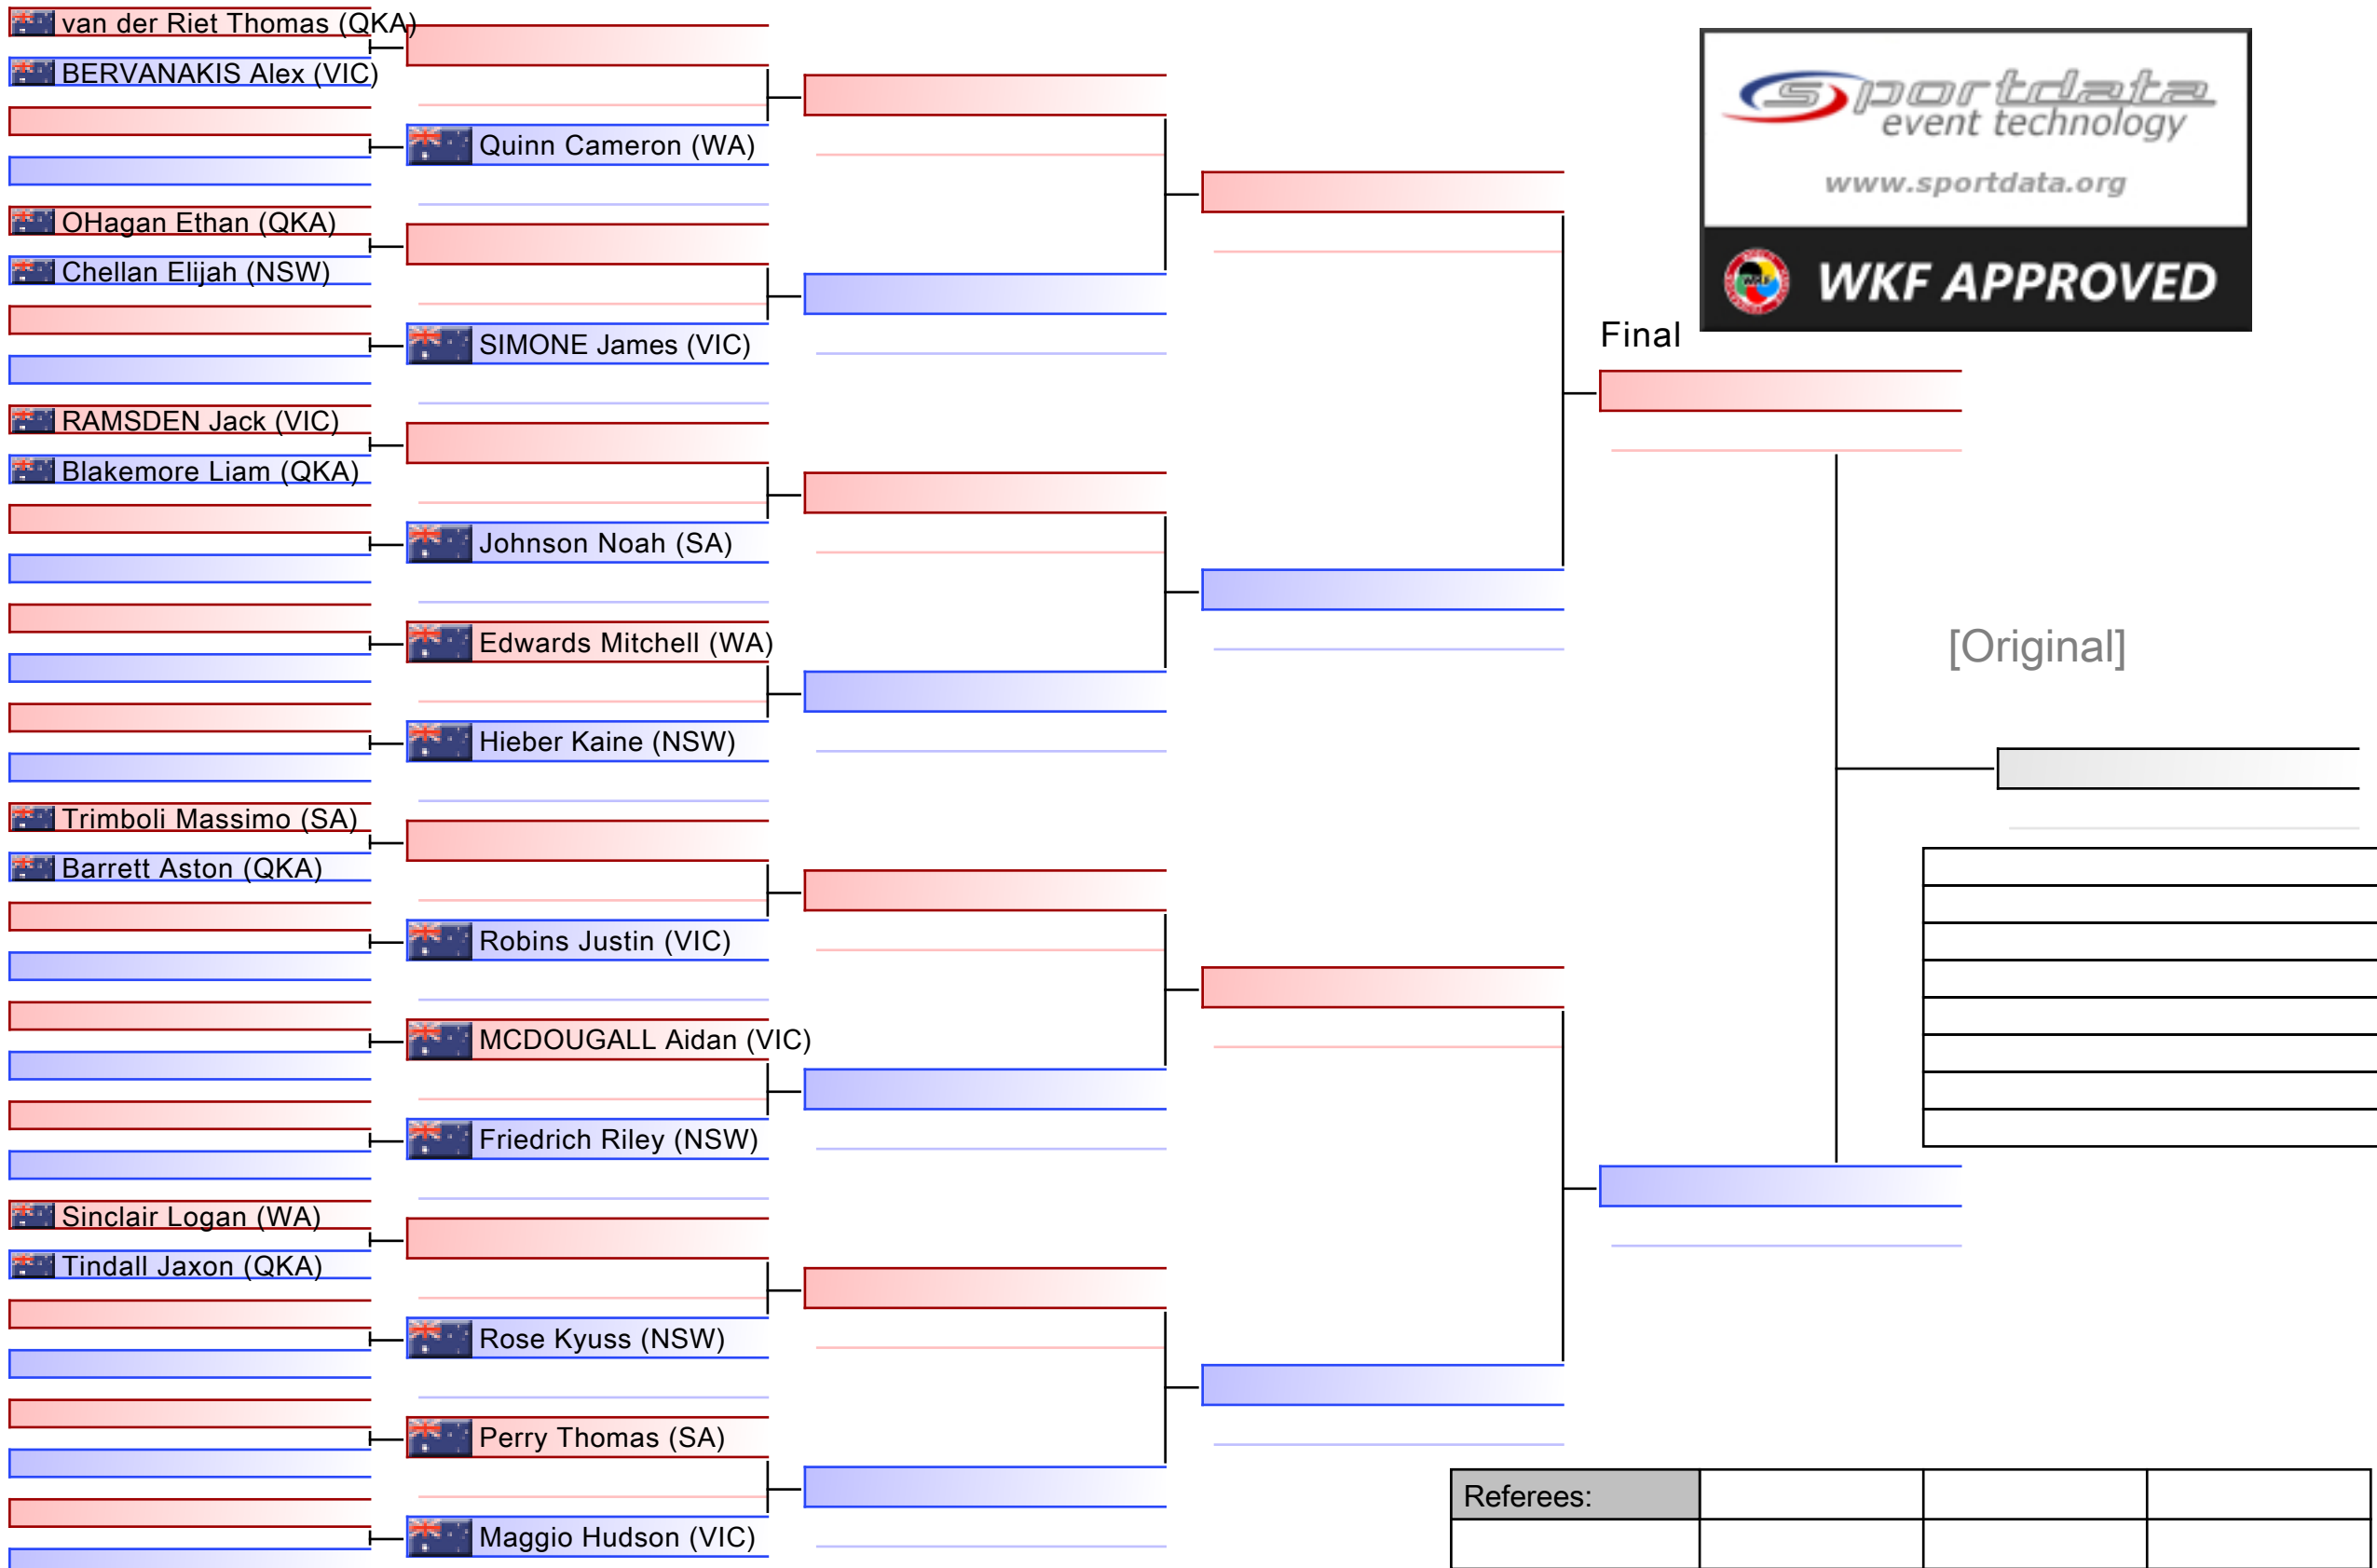 van der Riet Thomas (QKA)
BERVANAKIS Alex (VIC)
Quinn Cameron (WA)
OHagan Ethan (QKA)
Chellan Elijah (NSW)
SIMONE James (VIC)
RAMSDEN Jack (VIC)
Blakemore Liam (QKA)
Johnson Noah (SA)
Edwards Mitchell (WA)
Hieber Kaine (NSW)
Trimboli Massimo (SA)
Barrett Aston (QKA)
Robins Justin (VIC)
MCDOUGALL Aidan (VIC)
Friedrich Riley (NSW)
Sinclair Logan (WA)
Tindall Jaxon (QKA)
Rose Kyuss (NSW)
Perry Thomas (SA)
Maggio Hudson (VIC)
sportdata
event technology
www.sportdata.org
WKF
WKF APPROVED
Final
[Original]
Referees: